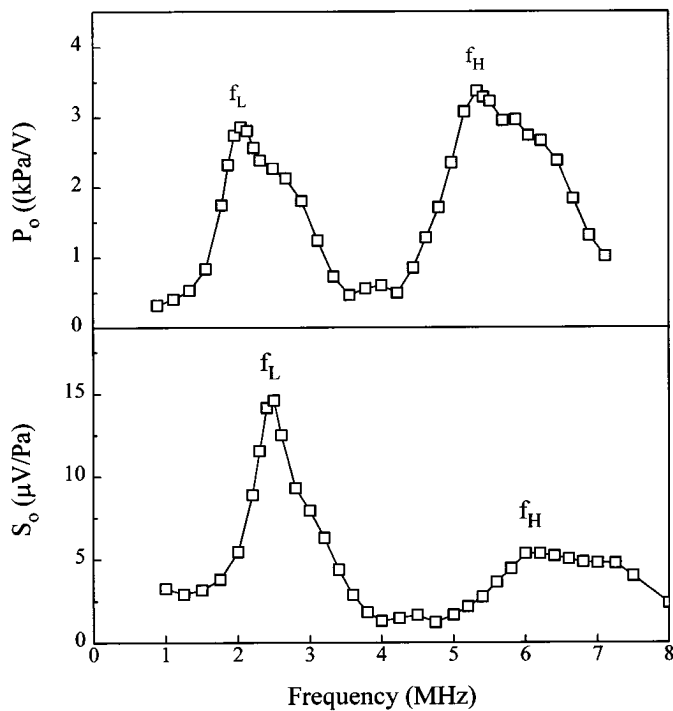 4
f_H
f_L
3
P_o ((kPa/V)
2
1
0
f_L
15
S_o (μV/Pa)
10
f_H
5
0
0 1 2 3 4 5 6 7 8
Frequency (MHz)